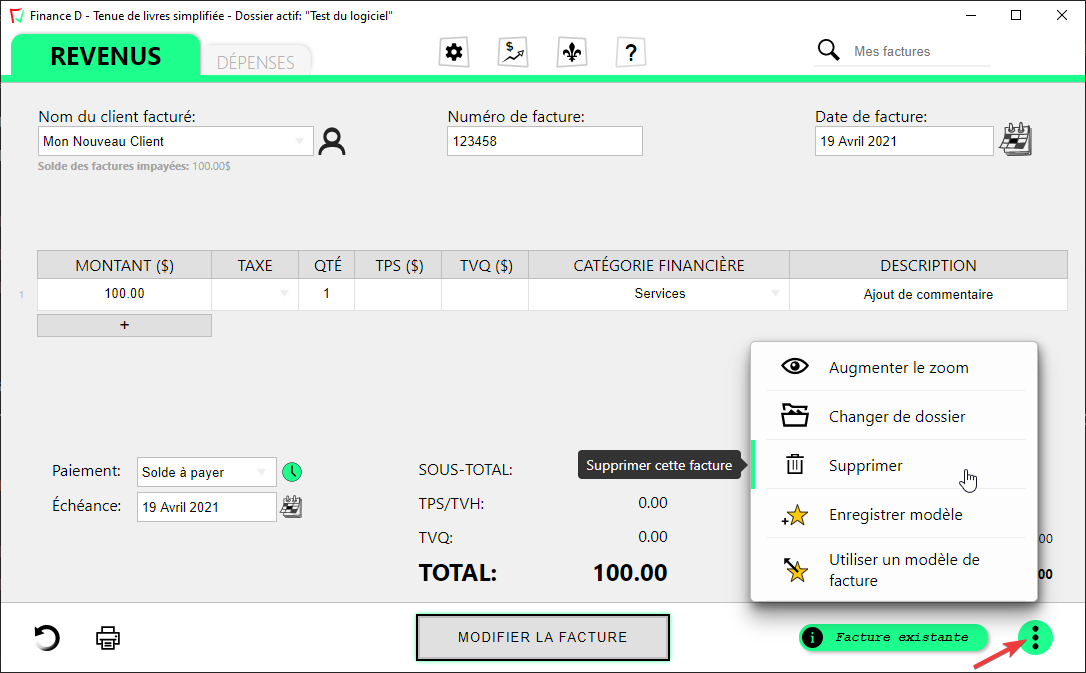 Finance D - Tenue de livres simplifiée - Dossier actif: "Test du logiciel"
REVENUS
DÉPENSES
$
?
Mes factures
Nom du client facturé:
Numéro de facture:
Date de facture:
Mon Nouveau Client
123458
19 Avril 2021
Solde des factures impayées: 100.00$
MONTANT ($) TAXE QTÉ TPS ($) TVQ ($) CATÉGORIE FINANCIÈRE DESCRIPTION
1 100.00 1 Services Ajout de commentaire
+
Augmenter le zoom
Changer de dossier
Supprimer cette facture
Supprimer
Enregistrer modèle
Utiliser un modèle de
facture
Paiement: Solde à payer
Échéance: 19 Avril 2021
SOUS-TOTAL:
TPS/TVH: 0.00
TVQ: 0.00
00
TOTAL: 100.00
00
MODIFIER LA FACTURE
i Facture existante